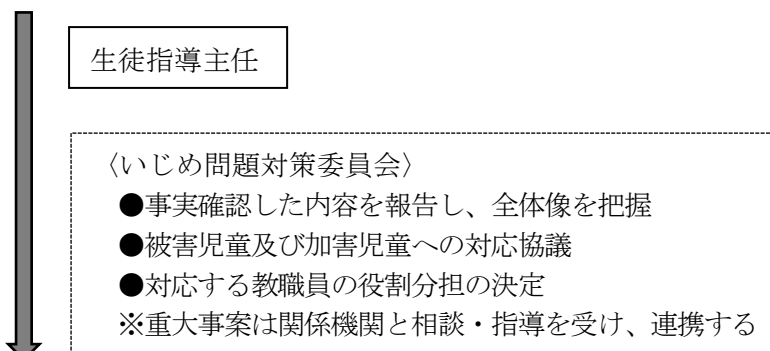 生徒指導主任
〈いじめ問題対策委員会〉
●事実確認した内容を報告し、全体像を把握
●被害児童及び加害児童への対応協議
●対応する教職員の役割分担の決定
※重大事案は関係機関と相談・指導を受け、連携する